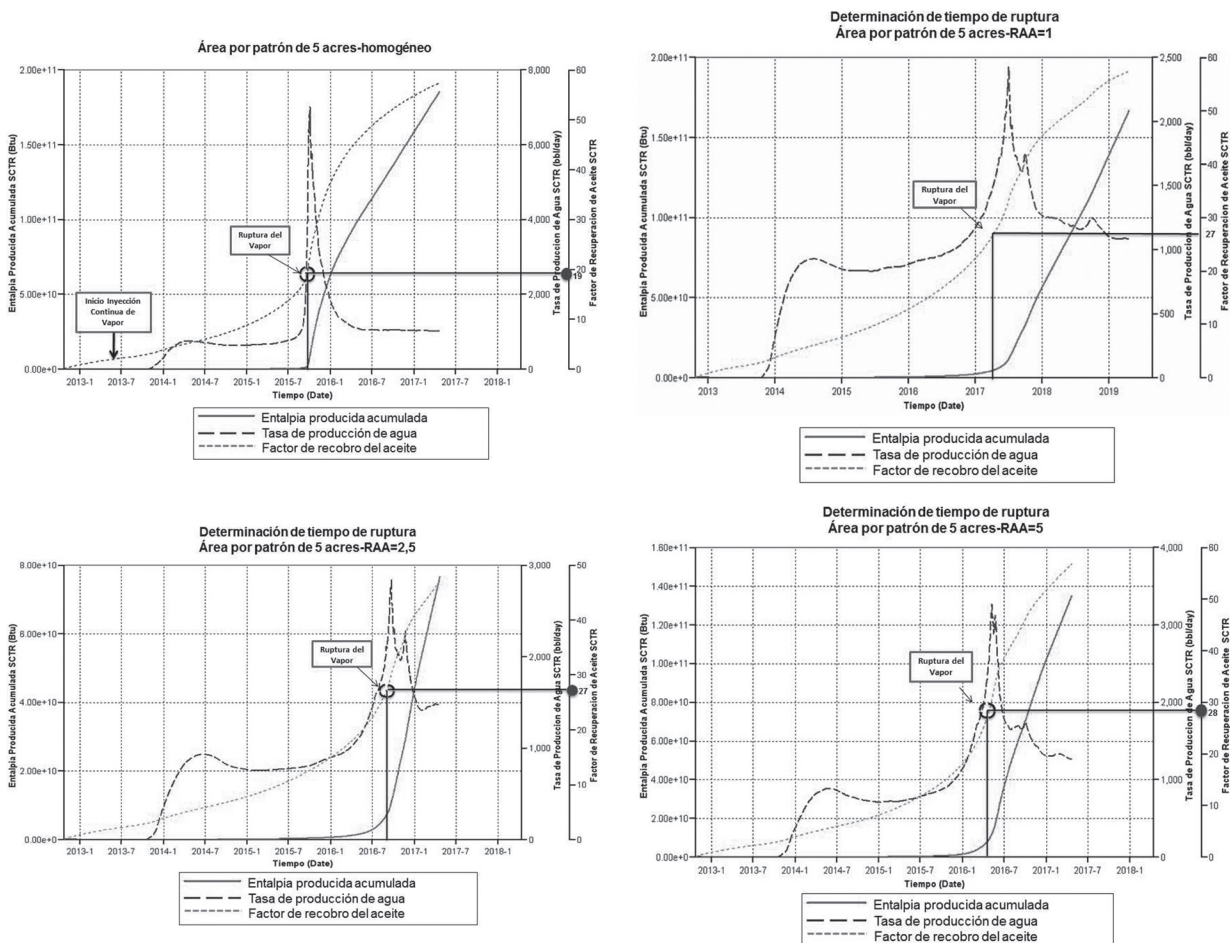 Área por patrón de 5 acres-homogéneo
2.00e+11
1.50e+11
1.00e+11
5.00e+10
0.00e+0
Entalpia Producida Acumulada SCTR (Btu)
8,000
6,000
4,000
2,000
0
Tasa de Producción de Agua SCTR (bbl/day)
60
50
40
30
20
19
10
0
Factor de Recuperacion de Aceite SCTR
Ruptura del
Vapor
Inicio Inyección
Continua de
Vapor
2013-1 2013-7 2014-1 2014-7 2015-1 2015-7 2016-1 2016-7 2017-1 2017-7 2018-1
Tiempo (Date)
Entalpia producida acumulada
Tasa de producción de agua
Factor de recobro del aceite
Determinación de tiempo de ruptura
Área por patrón de 5 acres-RAA=1
2.00e+11
1.50e+11
1.00e+11
5.00e+10
0.00e+0
Entalpia Producida Acumulada SCTR (Btu)
2,500
2,000
1,500
1,000
500
0
Tasa de Produccion de Agua SCTR (bbl/day)
60
50
40
30
27
20
10
0
Factor de Recuperacion de Aceite SCTR
Ruptura del
Vapor
2013 2014 2015 2016 2017 2018 2019
Tiempo (Date)
Entalpia producida acumulada
Tasa de producción de agua
Factor de recobro del aceite
Determinación de tiempo de ruptura
Área por patrón de 5 acres-RAA=2,5
8.00e+10
6.00e+10
4.00e+10
2.00e+10
0.00e+0
Entalpia Producida Acumulada SCTR (Btu)
3,000
2,000
1,000
0
Tasa de Produccion de Agua SCTR (bbl/day)
50
40
30
27
20
10
0
Factor de Recuperacion de Aceite SCTR
Ruptura del
Vapor
2013-1 2013-7 2014-1 2014-7 2015-1 2015-7 2016-1 2016-7 2017-1 2017-7 2018-1
Tiempo (Date)
Entalpia producida acumulada
Tasa de producción de agua
Factor de recobro del aceite
Determinación de tiempo de ruptura
Área por patrón de 5 acres-RAA=5
1.60e+11
1.40e+11
1.20e+11
1.00e+11
8.00e+10
6.00e+10
4.00e+10
2.00e+10
0.00e+0
Entalpia Producida Acumulada SCTR (Btu)
4,000
3,000
2,000
1,000
0
Tasa de Produccion de Agua SCTR (bbl/day)
60
50
40
30
28
20
10
0
Factor de Recuperacion de Aceite SCTR
Ruptura del
Vapor
2013-1 2013-7 2014-1 2014-7 2015-1 2015-7 2016-1 2016-7 2017-1 2017-7 2018-1
Tiempo (Date)
Entalpia producida acumulada
Tasa de producción de agua
Factor de recobro del aceite